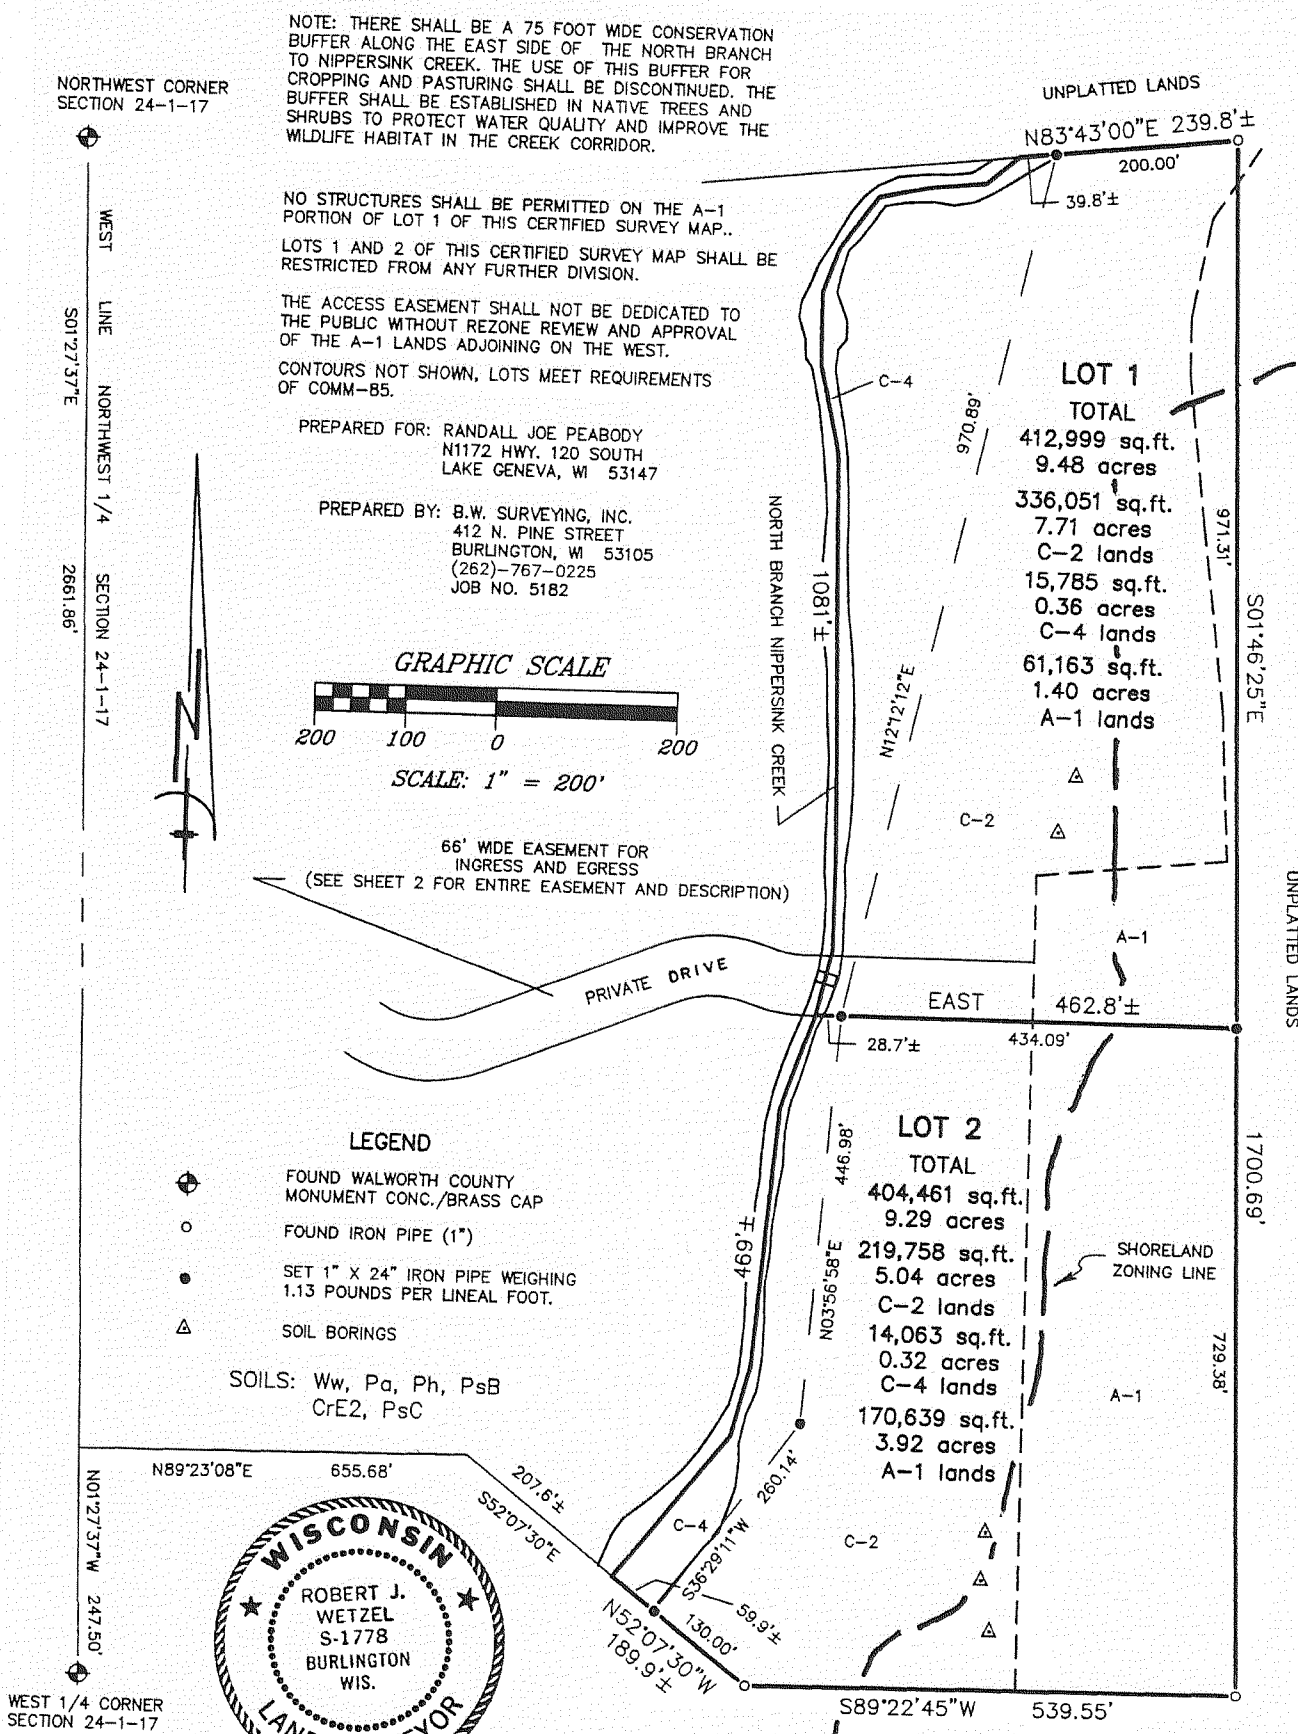 NOTE: THERE SHALL BE A 75 FOOT WIDE CONSERVATION
BUFFER ALONG THE EAST SIDE OF THE NORTH BRANCH
TO NIPPERSINK CREEK. THE USE OF THIS BUFFER FOR
CROPPING AND PASTURING SHALL BE DISCONTINUED. THE
BUFFER SHALL BE ESTABLISHED IN NATIVE TREES AND
SHRUBS TO PROTECT WATER QUALITY AND IMPROVE THE
WILDLIFE HABITAT IN THE CREEK CORRIDOR.
NORTHWEST CORNER
SECTION 24-1-17
NO STRUCTURES SHALL BE PERMITTED ON THE A-1
PORTION OF LOT 1 OF THIS CERTIFIED SURVEY MAP..
LOTS 1 AND 2 OF THIS CERTIFIED SURVEY MAP SHALL BE
RESTRICTED FROM ANY FURTHER DIVISION.
THE ACCESS EASEMENT SHALL NOT BE DEDICATED TO
THE PUBLIC WITHOUT REZONE REVIEW AND APPROVAL
OF THE A-1 LANDS ADJOINING ON THE WEST.
CONTOURS NOT SHOWN, LOTS MEET REQUIREMENTS
OF COMM-85.
PREPARED FOR: RANDALL JOE PEABODY
N1172 HWY. 120 SOUTH
LAKE GENEVA, WI 53147
PREPARED BY: B.W. SURVEYING, INC.
412 N. PINE STREET
BURLINGTON, WI 53105
(262)-767-0225
JOB NO. 5182
WEST LINE NORTHWEST 1/4 SECTION 24-1-17
S01°27'37"E 2661.86'
GRAPHIC SCALE
200 100 0 200
SCALE: 1" = 200'
66' WIDE EASEMENT FOR
INGRESS AND EGRESS
(SEE SHEET 2 FOR ENTIRE EASEMENT AND DESCRIPTION)
PRIVATE DRIVE
UNPLATTED LANDS
N83°43'00"E 239.8'±
200.00'
39.8'±
C-4
970.89'
N12°12'12"E
LOT 1
TOTAL
412,999 sq.ft.
9.48 acres
336,051 sq.ft.
7.71 acres
C-2 lands
15,785 sq.ft.
0.36 acres
C-4 lands
61,163 sq.ft.
1.40 acres
A-1 lands
971.31'
S01°46'25"E
1700.69'
UNPLATTED LANDS
NORTH BRANCH NIPPERSINK CREEK
1081'±
C-2
A-1
EAST 462.8'±
28.7'±
434.09'
LOT 2
TOTAL
404,461 sq.ft.
9.29 acres
219,758 sq.ft.
5.04 acres
C-2 lands
14,063 sq.ft.
0.32 acres
C-4 lands
170,639 sq.ft.
3.92 acres
A-1 lands
446.98'
N03°56'58"E
469'±
SHORELAND
ZONING LINE
729.38'
A-1
LEGEND
FOUND WALWORTH COUNTY
MONUMENT CONC./BRASS CAP
FOUND IRON PIPE (1")
SET 1" X 24" IRON PIPE WEIGHING
1.13 POUNDS PER LINEAL FOOT.
SOIL BORINGS
SOILS: Ww, Pa, Ph, PsB
CrE2, PsC
N89°23'08"E 655.68'
207.6'±
S52°07'30"E
N01°27'37"W 247.50'
C-4
260.14'
S36°29'11"W
C-2
59.9'±
130.00'
N52°07'30"W
189.9'±
S89°22'45"W 539.55'
WISCONSIN
ROBERT J.
WETZEL
S-1778
BURLINGTON
WIS.
WEST 1/4 CORNER
SECTION 24-1-17